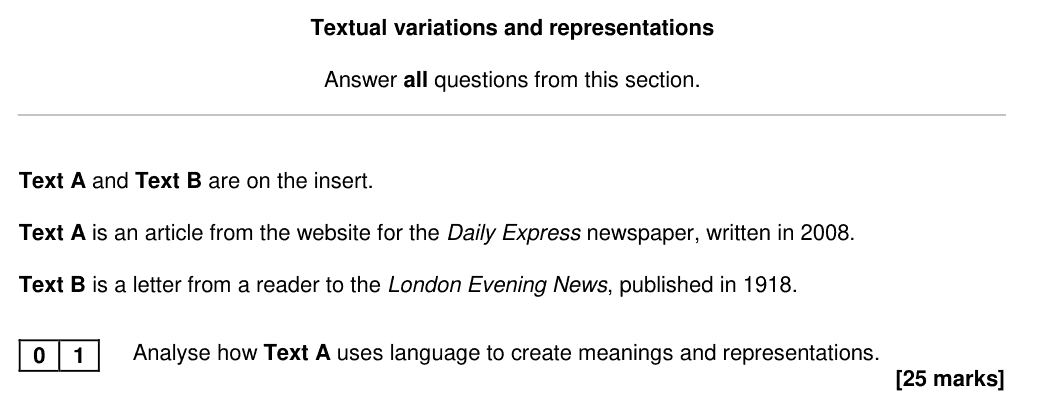 Textual variations and representations
Answer all questions from this section.
Text A and Text B are on the insert.
Text A is an article from the website for the Daily Express newspaper, written in 2008.
Text B is a letter from a reader to the London Evening News, published in 1918.
0 1 Analyse how Text A uses language to create meanings and representations.
[25 marks]